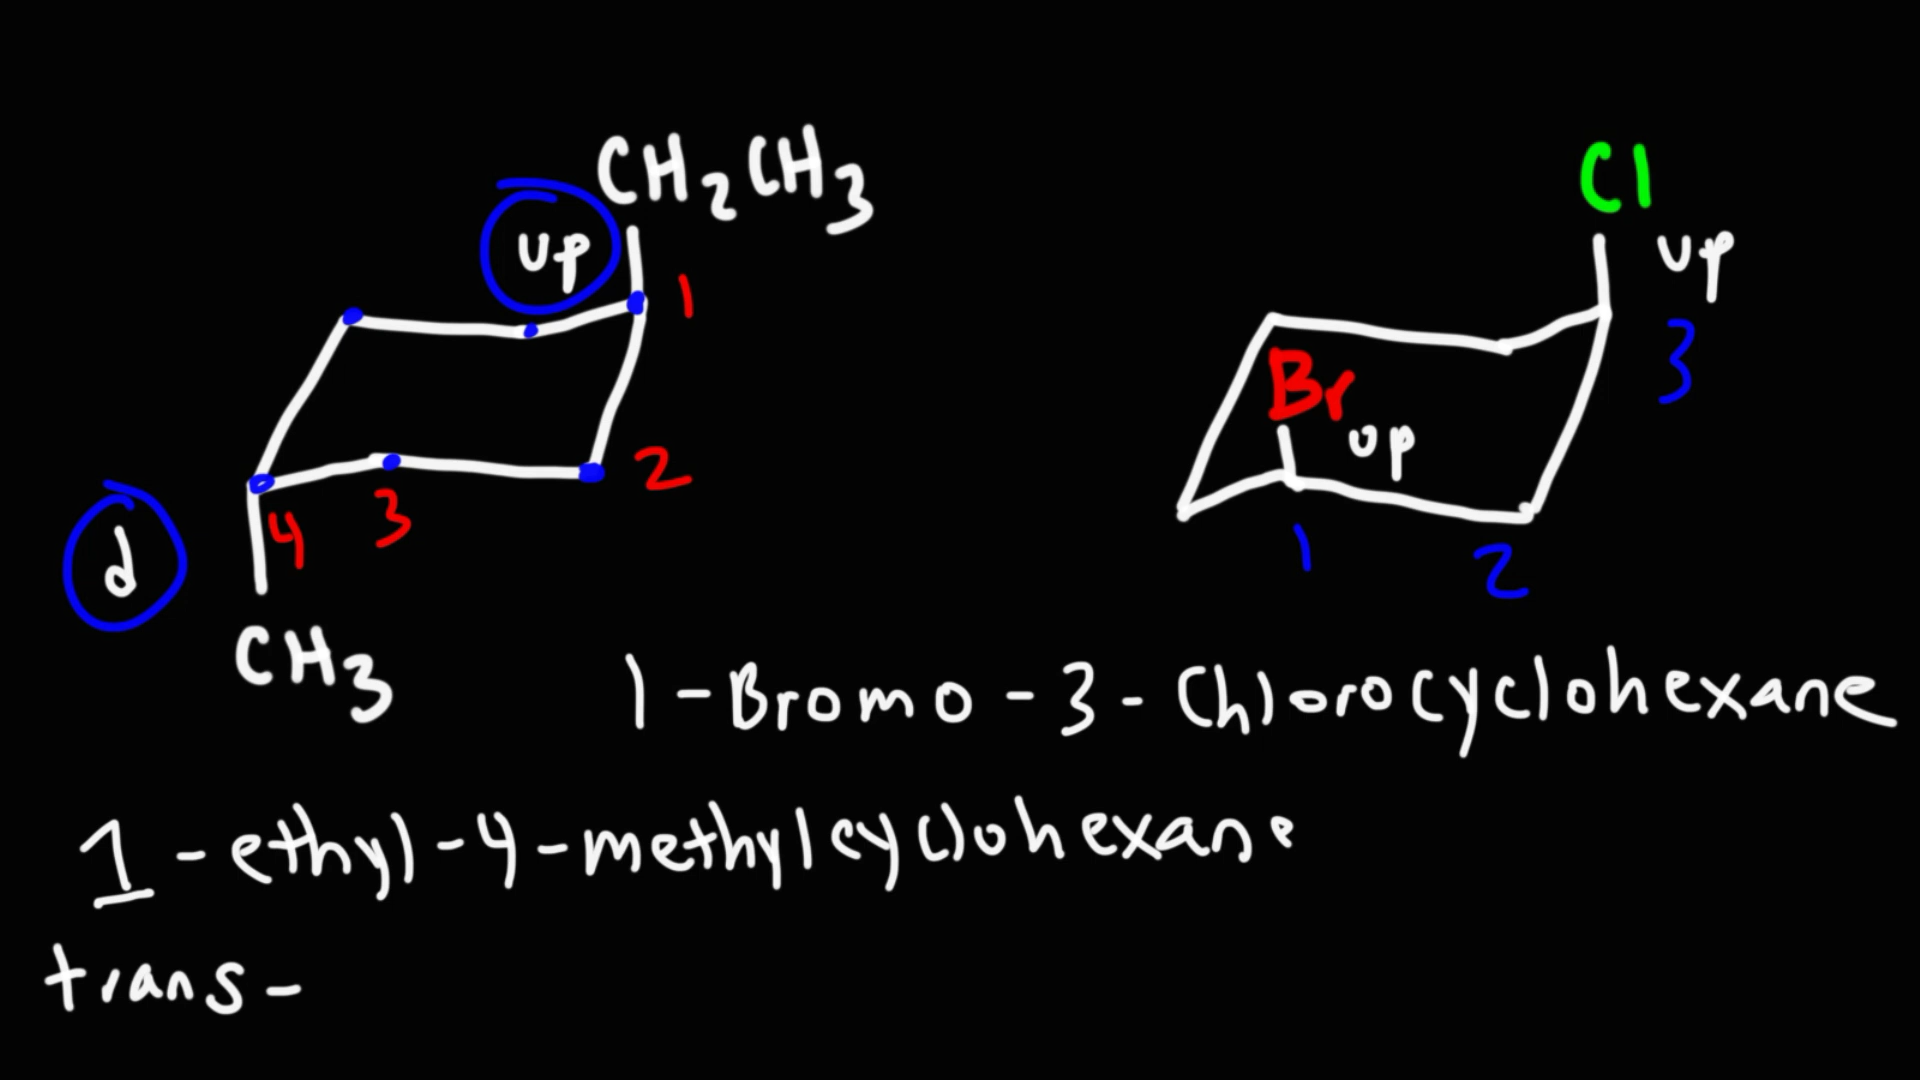 CH2CH3
up
1
Cl
up
3
Br
up
2
3
4
d
CH3
1
2
1-Bromo-3-Chlorocyclohexane
1-ethyl-4-methylcyclohexane
trans-